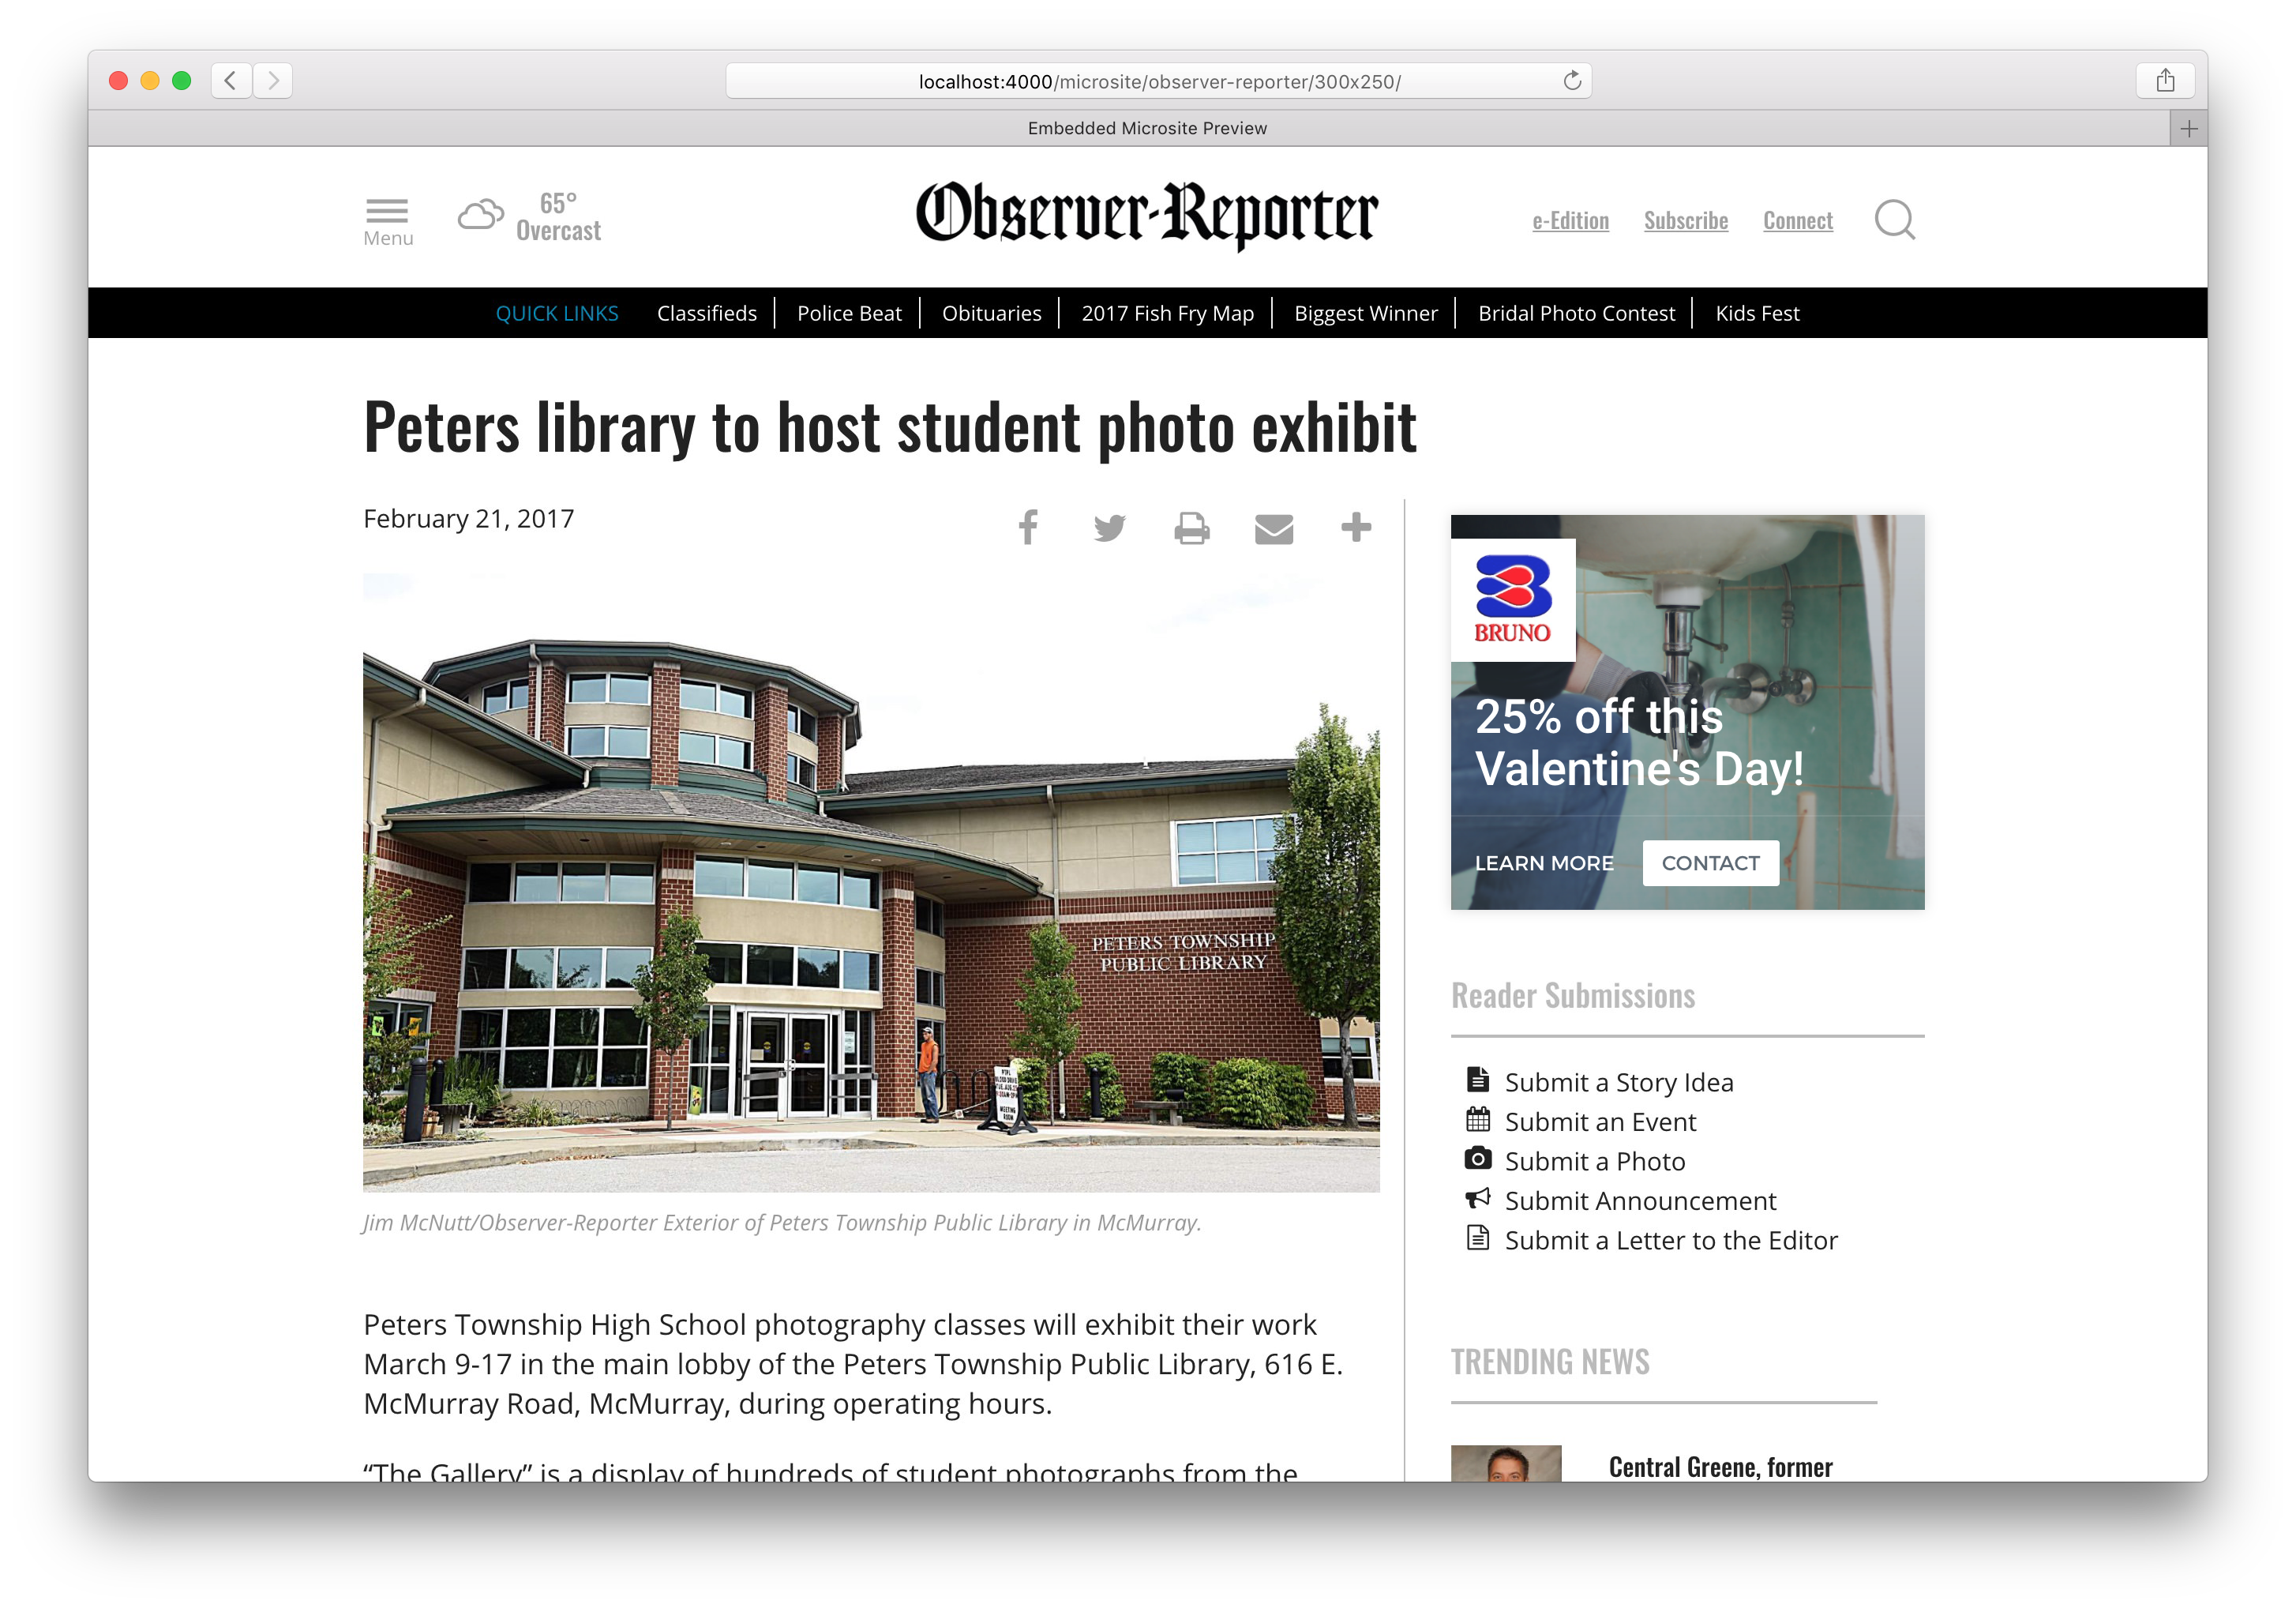 localhost:4000/microsite/observer-reporter/300x250/
Embedded Microsite Preview
Menu
65°
Overcast
Observer-Reporter
e-Edition Subscribe Connect
QUICK LINKS Classifieds Police Beat Obituaries 2017 Fish Fry Map Biggest Winner Bridal Photo Contest Kids Fest
Peters library to host student photo exhibit
February 21, 2017
PETERS TOWNSHIP
PUBLIC LIBRARY
MEETING
ROOM
Jim McNutt/Observer-Reporter Exterior of Peters Township Public Library in McMurray.
Peters Township High School photography classes will exhibit their work
March 9-17 in the main lobby of the Peters Township Public Library, 616 E.
McMurray Road, McMurray, during operating hours.
“The Gallery” is a display of hundreds of student photographs from the
BRUNO
25% off this
Valentine's Day!
LEARN MORE CONTACT
Reader Submissions
Submit a Story Idea
Submit an Event
Submit a Photo
Submit Announcement
Submit a Letter to the Editor
TRENDING NEWS
Central Greene, former